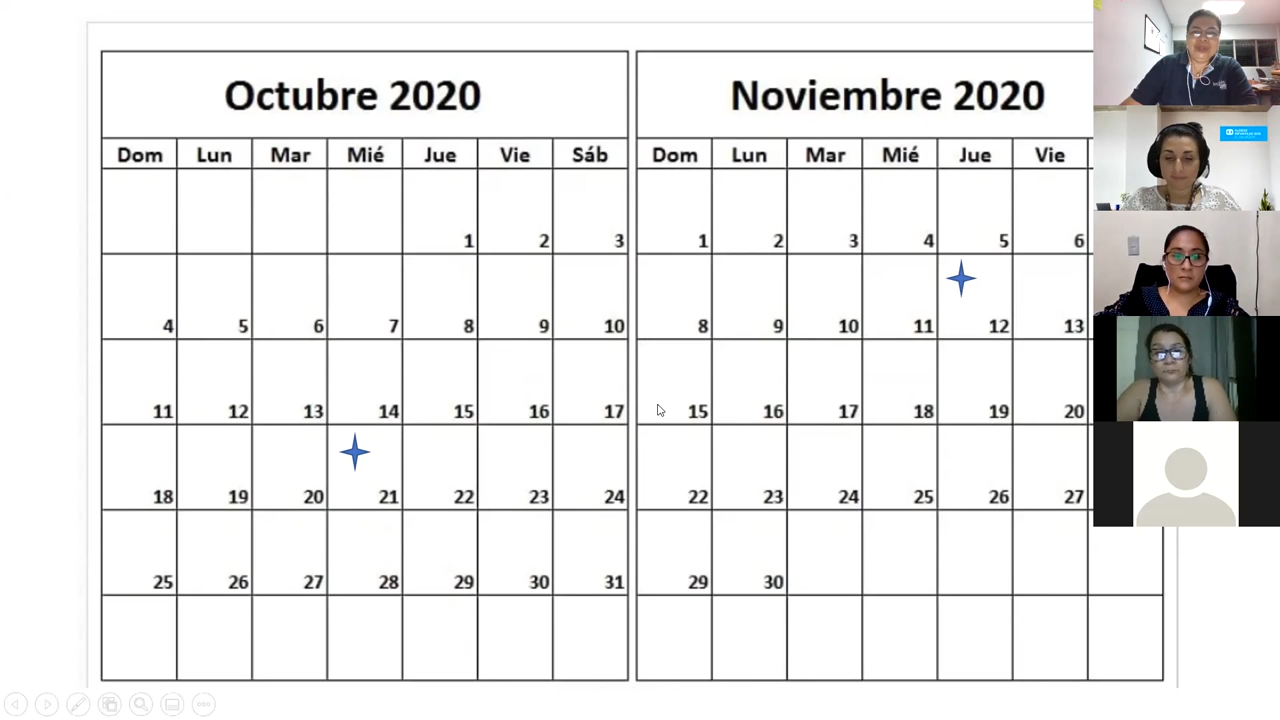 Octubre 2020
Dom Lun Mar Mié Jue Vie Sáb
1 2 3
4 5 6 7 8 9 10
11 12 13 14 15 16 17
18 19 20 21 22 23 24
25 26 27 28 29 30 31
Noviembre 2020
Dom Lun Mar Mié Jue Vie
1 2 3 4 5 6
8 9 10 11 12 13
15 16 17 18 19 20
22 23 24 25 26 27
29 30